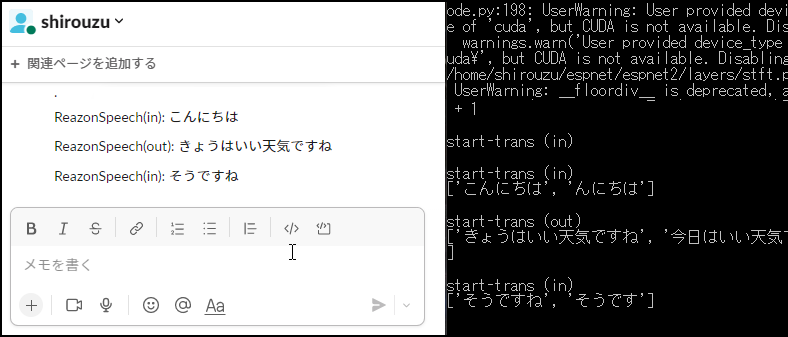 shirouzu
+ 関連ページを追加する
.
ReazonSpeech(in): こんにちは
ReazonSpeech(out): きょうはいい天気ですね
ReazonSpeech(in): そうですね
B I S
メモを書く
+ @ Aa
ode.py:198: UserWarning: User provided devi
e of 'cuda', but CUDA is not available. Dis
warnings.warn('User provided device_type
uda¥', but CUDA is not available. Disabling
/home/shirouzu/espnet/espnet2/layers/stft.p
UserWarning: __floordiv__ is deprecated, a
+ 1
start-trans (in)
start-trans (in)
['こんにちは', 'んにちは']
start-trans (out)
['きょうはいい天気ですね', '今日はいい天気で
]
start-trans (in)
['そうですね', 'そうです']